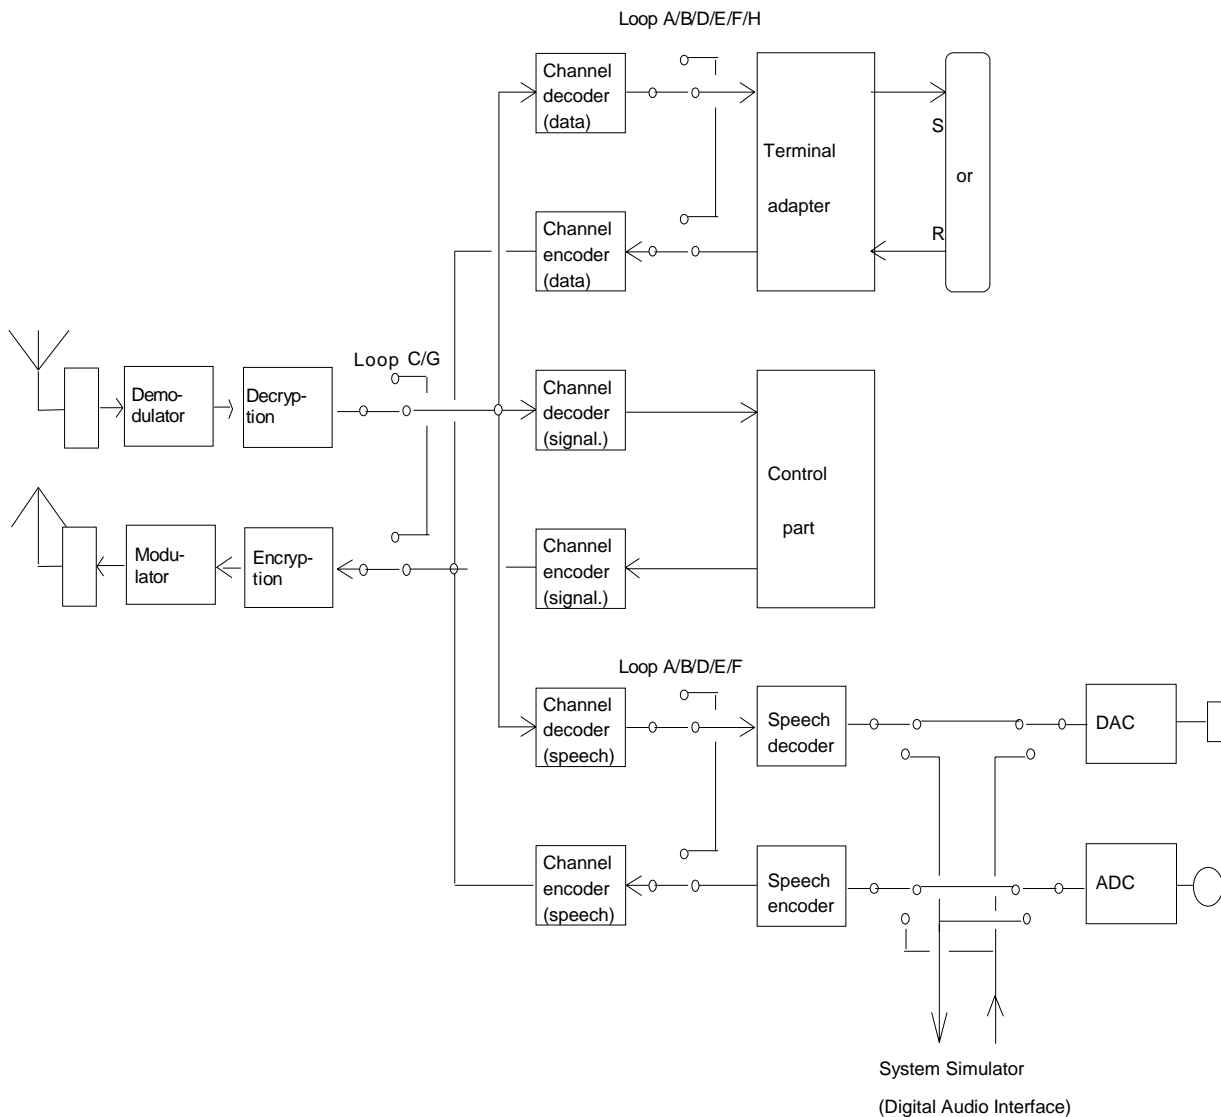 Loop A/B/D/E/F/H
Channel
decoder
(data)
Terminal
adapter
S
or
R
Channel
encoder
(data)
Loop C/G
Demo-
dulator
Decryp-
tion
Channel
decoder
(signal.)
Control
part
Modu-
lator
Encryp-
tion
Channel
encoder
(signal.)
Loop A/B/D/E/F
Channel
decoder
(speech)
Speech
decoder
DAC
Channel
encoder
(speech)
Speech
encoder
ADC
System Simulator
(Digital Audio Interface)